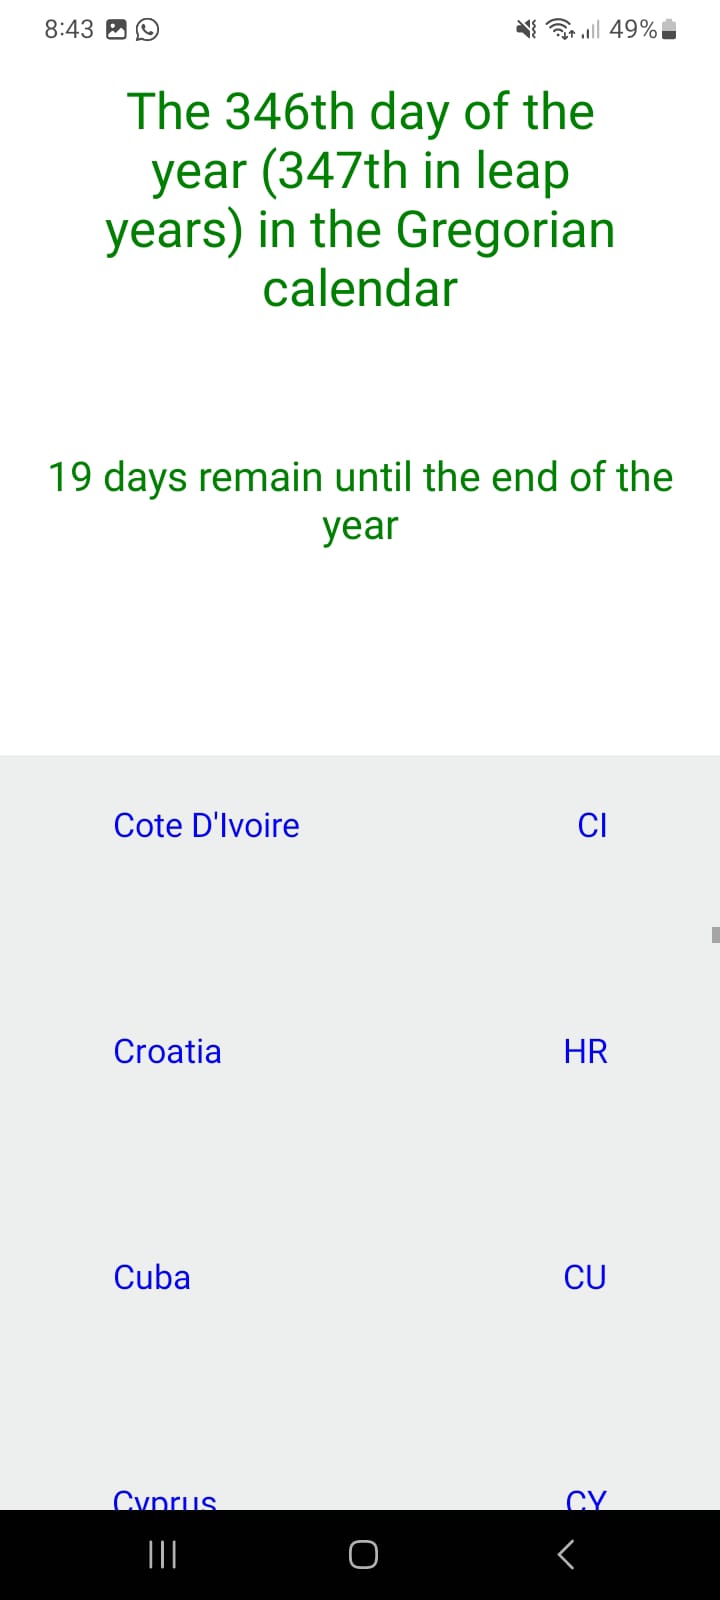 8:43 49%
The 346th day of the
year (347th in leap
years) in the Gregorian
calendar
19 days remain until the end of the
year
Cote D'Ivoire CI
Croatia HR
Cuba CU
Cyprus CY